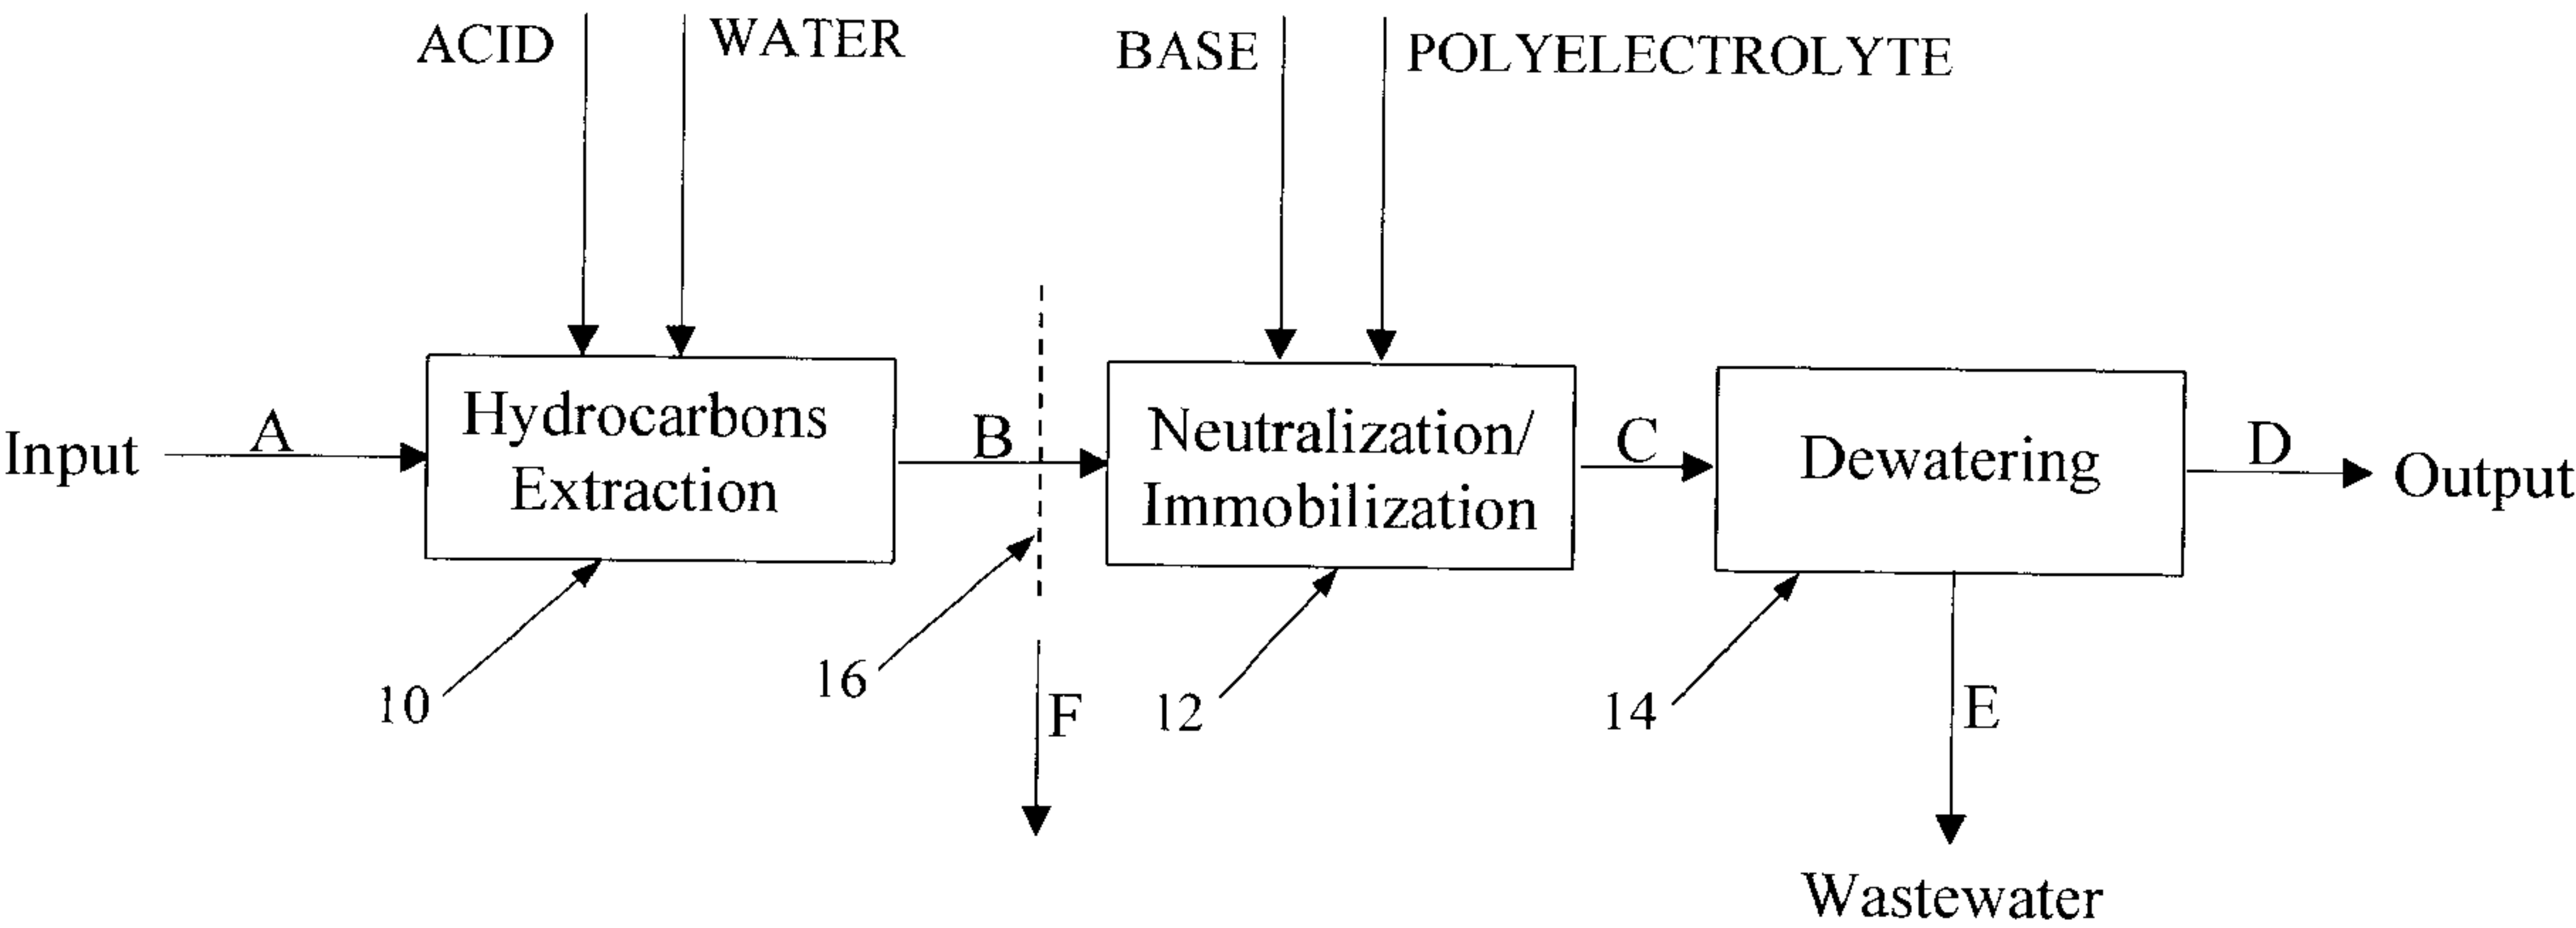 ACID
WATER
BASE
POLYELECTROLYTE
Input
A
Hydrocarbons
Extraction
B
Neutralization/
Immobilization
C
Dewatering
D
Output
10
16
F
12
14
E
Wastewater